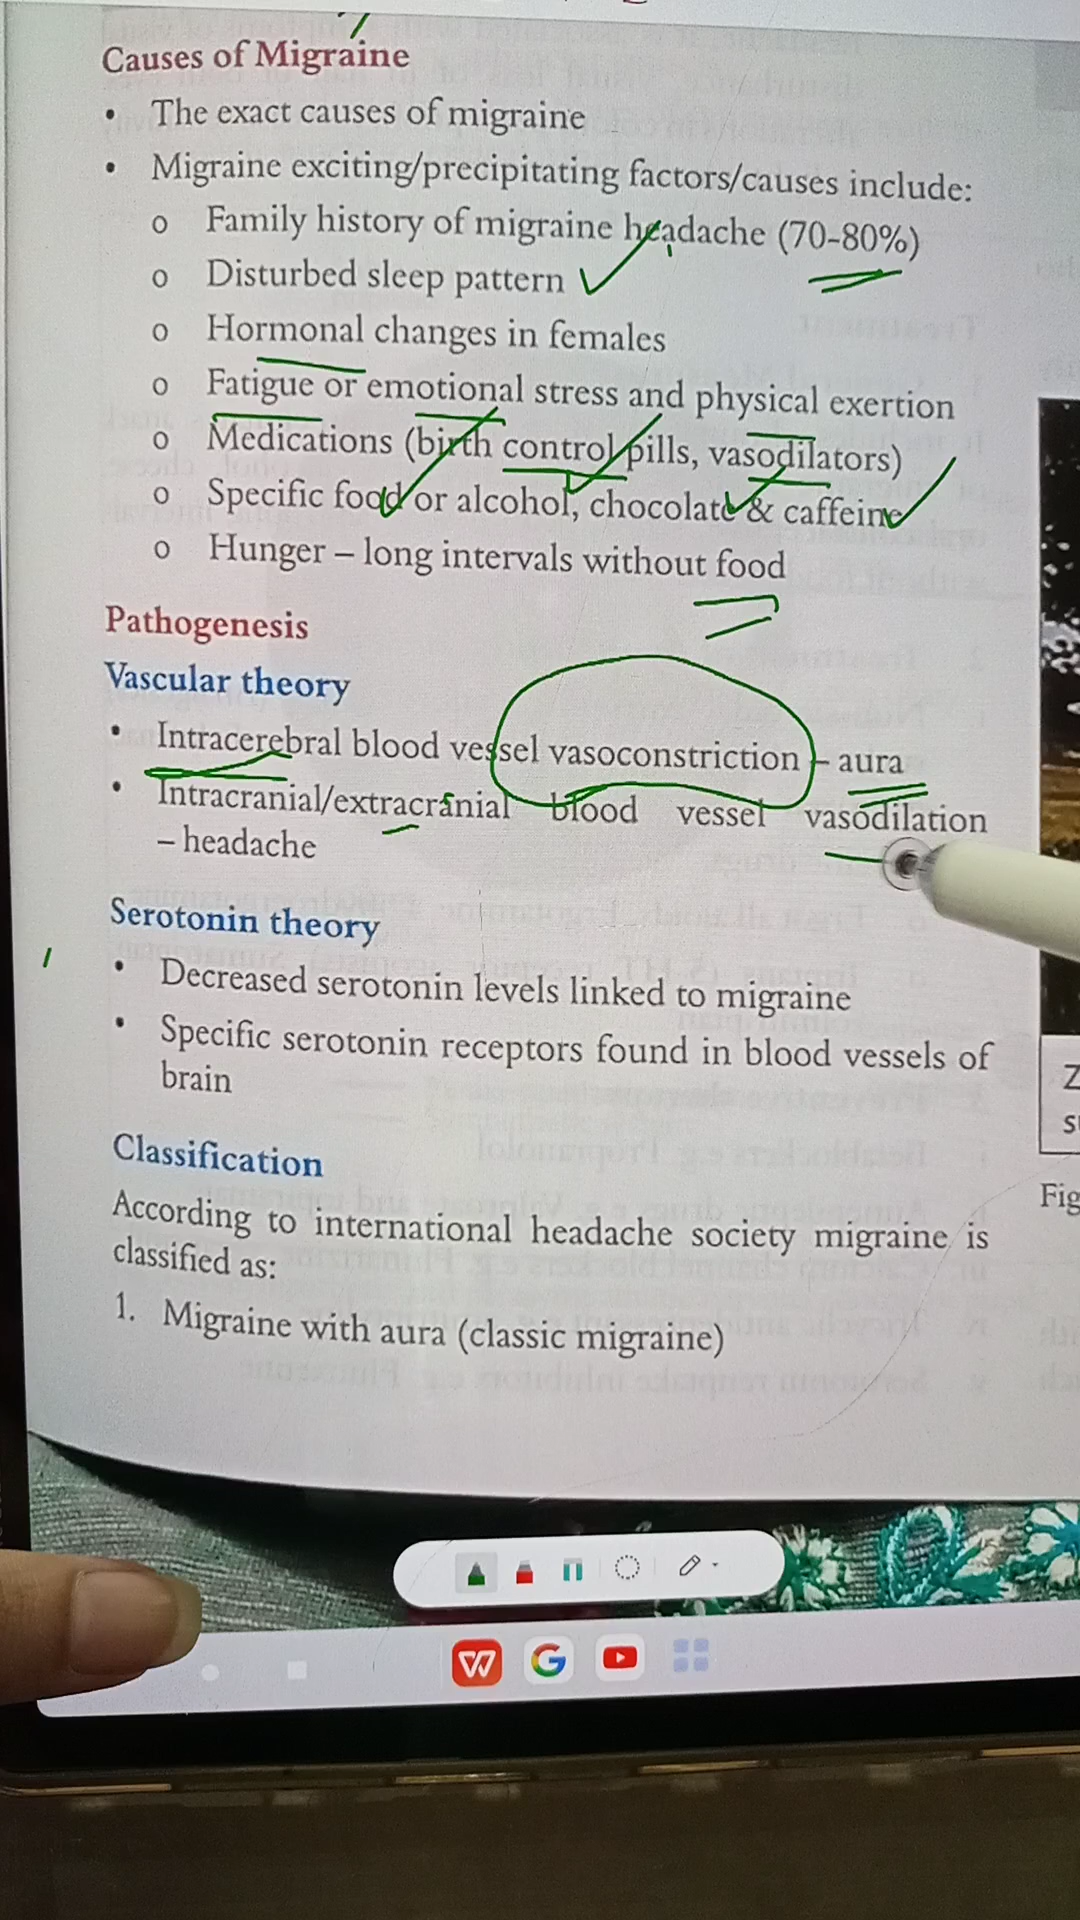 Causes of Migraine
• The exact causes of migraine
• Migraine exciting/precipitating factors/causes include:
o Family history of migraine headache (70-80%)
o Disturbed sleep pattern
o Hormonal changes in females
o Fatigue or emotional stress and physical exertion
o Medications (birth control pills, vasodilators)
o Specific food or alcohol, chocolate & caffeine
o Hunger – long intervals without food
Pathogenesis
Vascular theory
• Intracerebral blood vessel vasoconstriction – aura
• Intracranial/extracranial blood vessel vasodilation
– headache
Serotonin theory
• Decreased serotonin levels linked to migraine
• Specific serotonin receptors found in blood vessels of
brain
Classification
According to international headache society migraine is
classified as:
1. Migraine with aura (classic migraine)
Fig